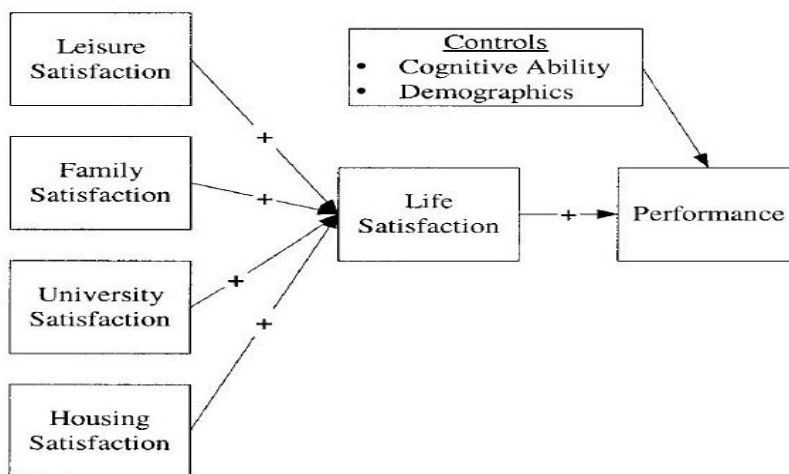 Leisure
Satisfaction
Controls
• Cognitive Ability
• Demographics
Family
Satisfaction
Life
Satisfaction
Performance
University
Satisfaction
Housing
Satisfaction
+
+
+
+
+